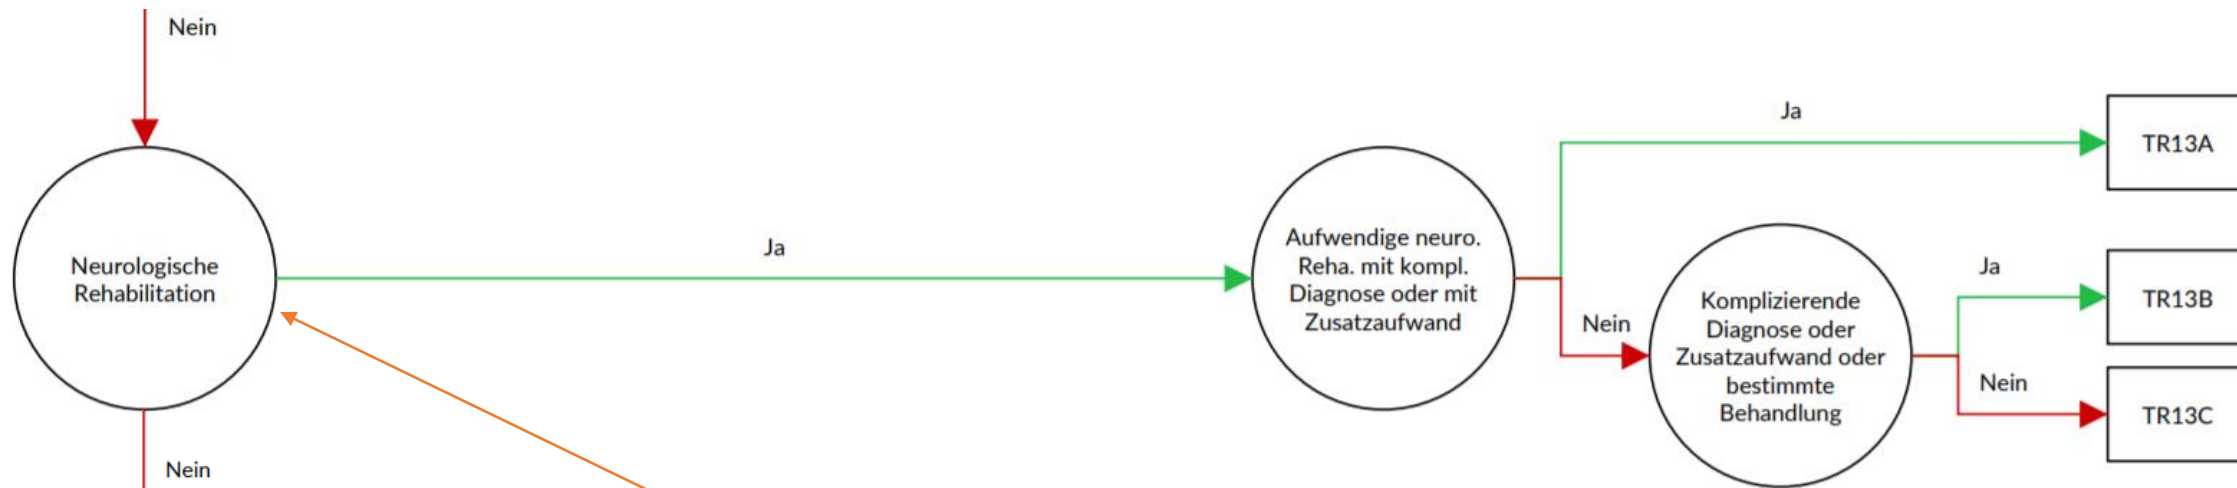 Nein
Neurologische
Rehabilitation
Nein
Ja
Aufwendige neuro.
Reha. mit kompl.
Diagnose oder mit
Zusatzaufwand
Ja
TR13A
Nein
Komplizierende
Diagnose oder
Zusatzaufwand oder
bestimmte
Behandlung
Ja
TR13B
Nein
TR13C